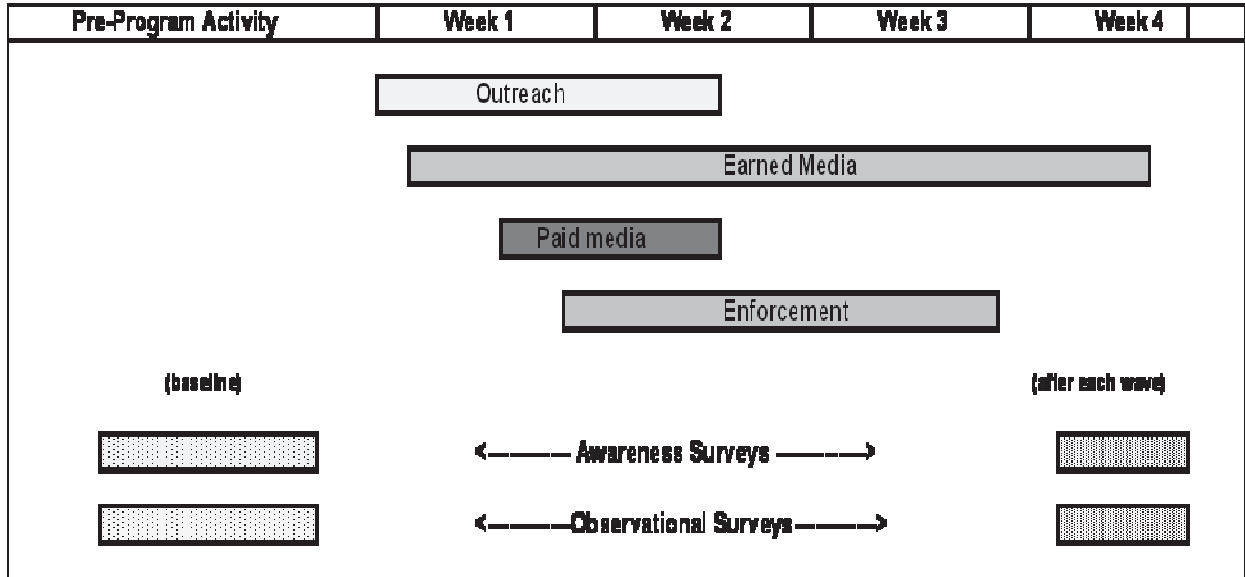 Pre-Program Activity Week 1 Week 2 Week 3 Week 4
Outreach
Earned Media
Paid media
Enforcement
(baseline) (after each wave)
<--------- Awareness Surveys --------->
<---------Observational Surveys--------->